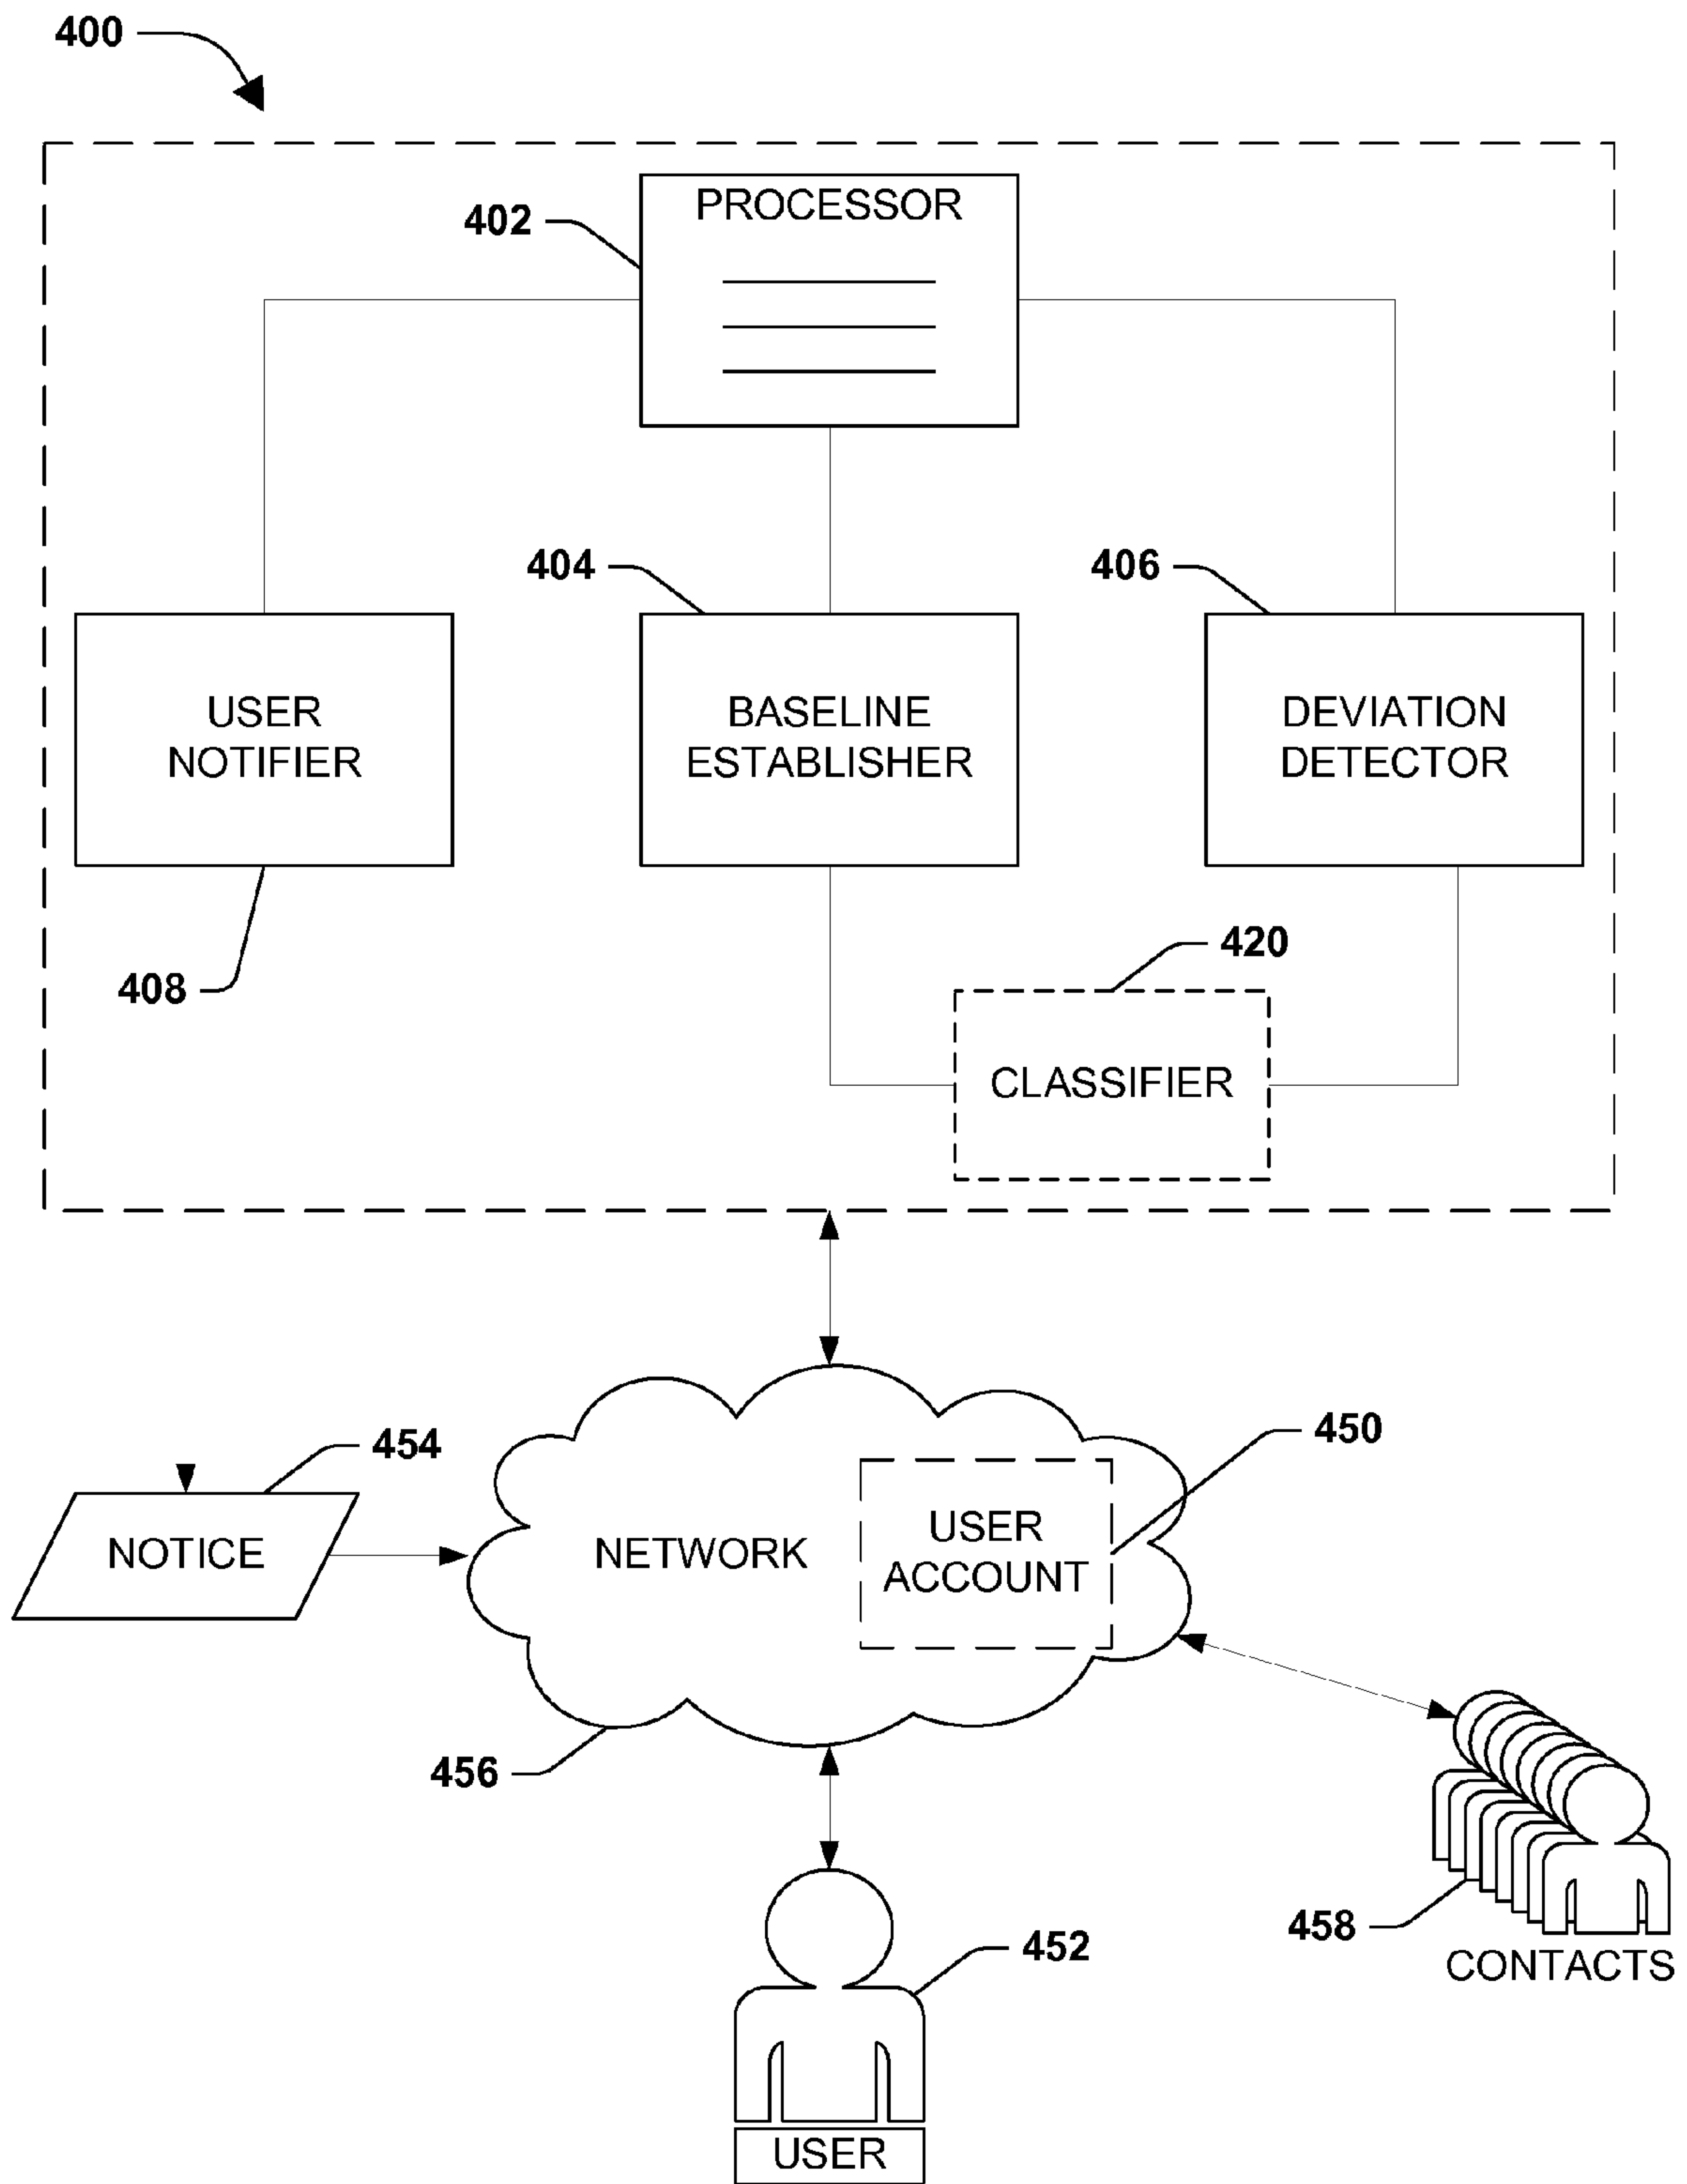 400
PROCESSOR
402
404
406
USER
NOTIFIER
BASELINE
ESTABLISHER
DEVIATION
DETECTOR
408
420
CLASSIFIER
454
450
NOTICE
NETWORK
USER
ACCOUNT
456
458
CONTACTS
452
USER